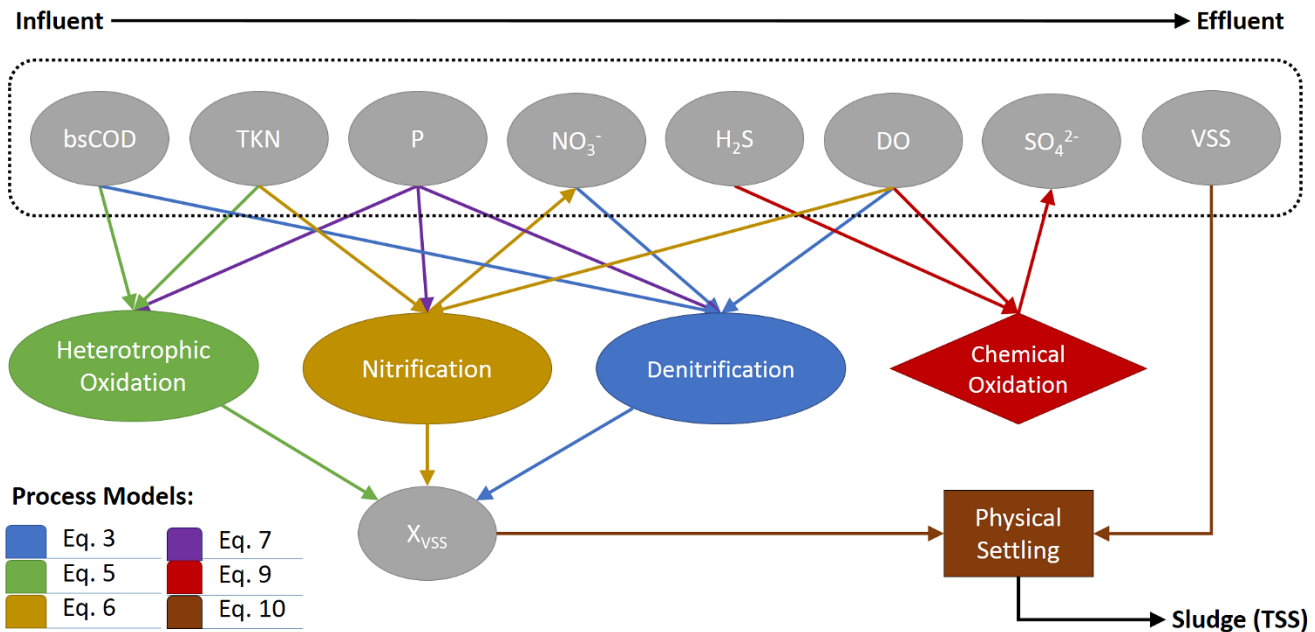 Influent
Effluent
bsCOD
TKN
P
NO₃⁻
H₂S
DO
SO₄²⁻
VSS
Heterotrophic
Oxidation
Nitrification
Denitrification
Chemical
Oxidation
Process Models:
Eq. 3
Eq. 7
Eq. 5
Eq. 9
Eq. 6
Eq. 10
X_VSS
Physical
Settling
Sludge (TSS)